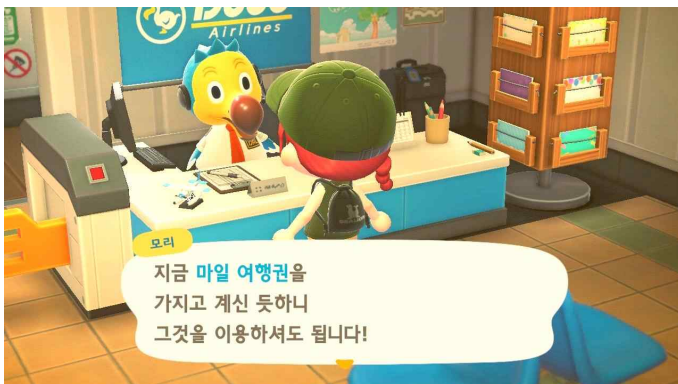 Airlines
모리
지금 마일 여행권을
가지고 계신 듯하니
그것을 이용하셔도 됩니다!